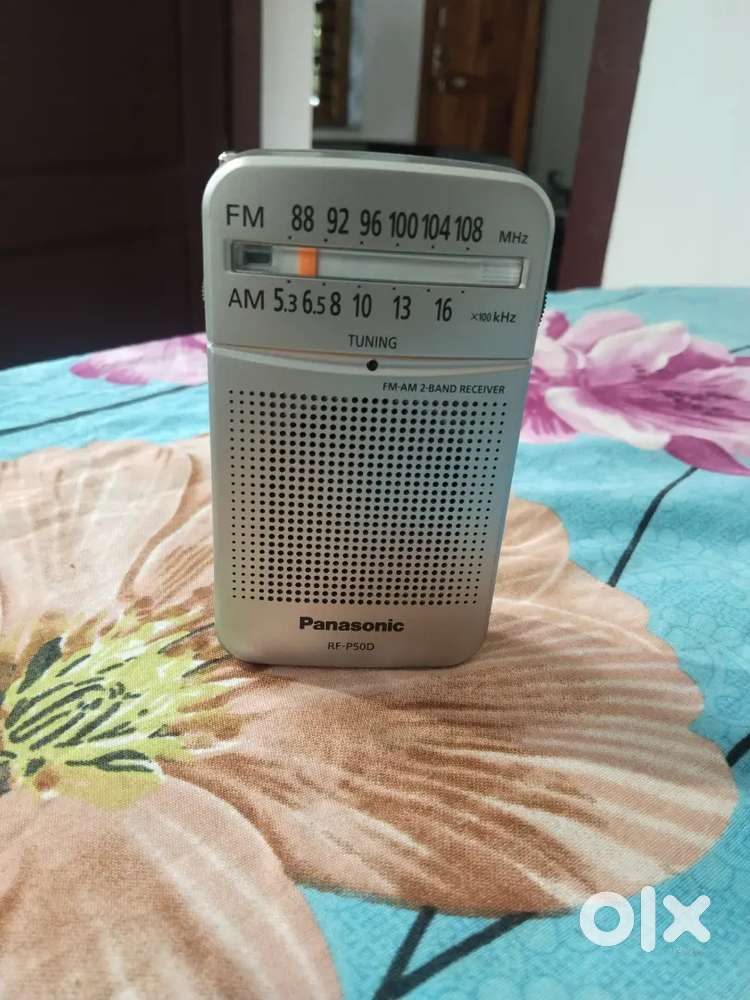 FM 88 92 96 100 104 108 MHz
AM 5.3 6.5 8 10 13 16 ×100 kHz
TUNING
FM-AM 2-BAND RECEIVER
Panasonic
RF-P50D
olx